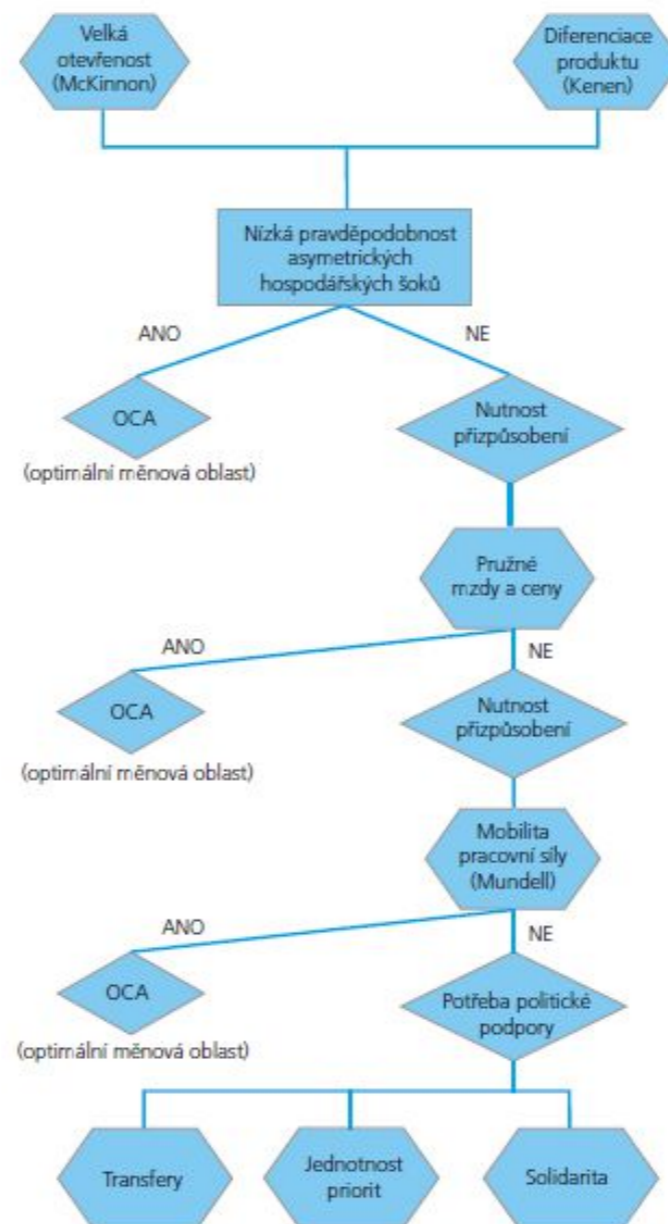 Velká
otevřenost
(McKinnon)
Diferenciace
produktu
(Kenen)
Nízká pravděpodobnost
asymetrických
hospodářských šoků
ANO
NE
OCA
(optimální měnová oblast)
Nutnost
přizpůsobení
Pružné
mzdy a ceny
ANO
NE
OCA
(optimální měnová oblast)
Nutnost
přizpůsobení
Mobilita
pracovní síly
(Mundell)
ANO
NE
OCA
(optimální měnová oblast)
Potřeba politické
podpory
Transfery
Jednotnost
priorit
Solidarita